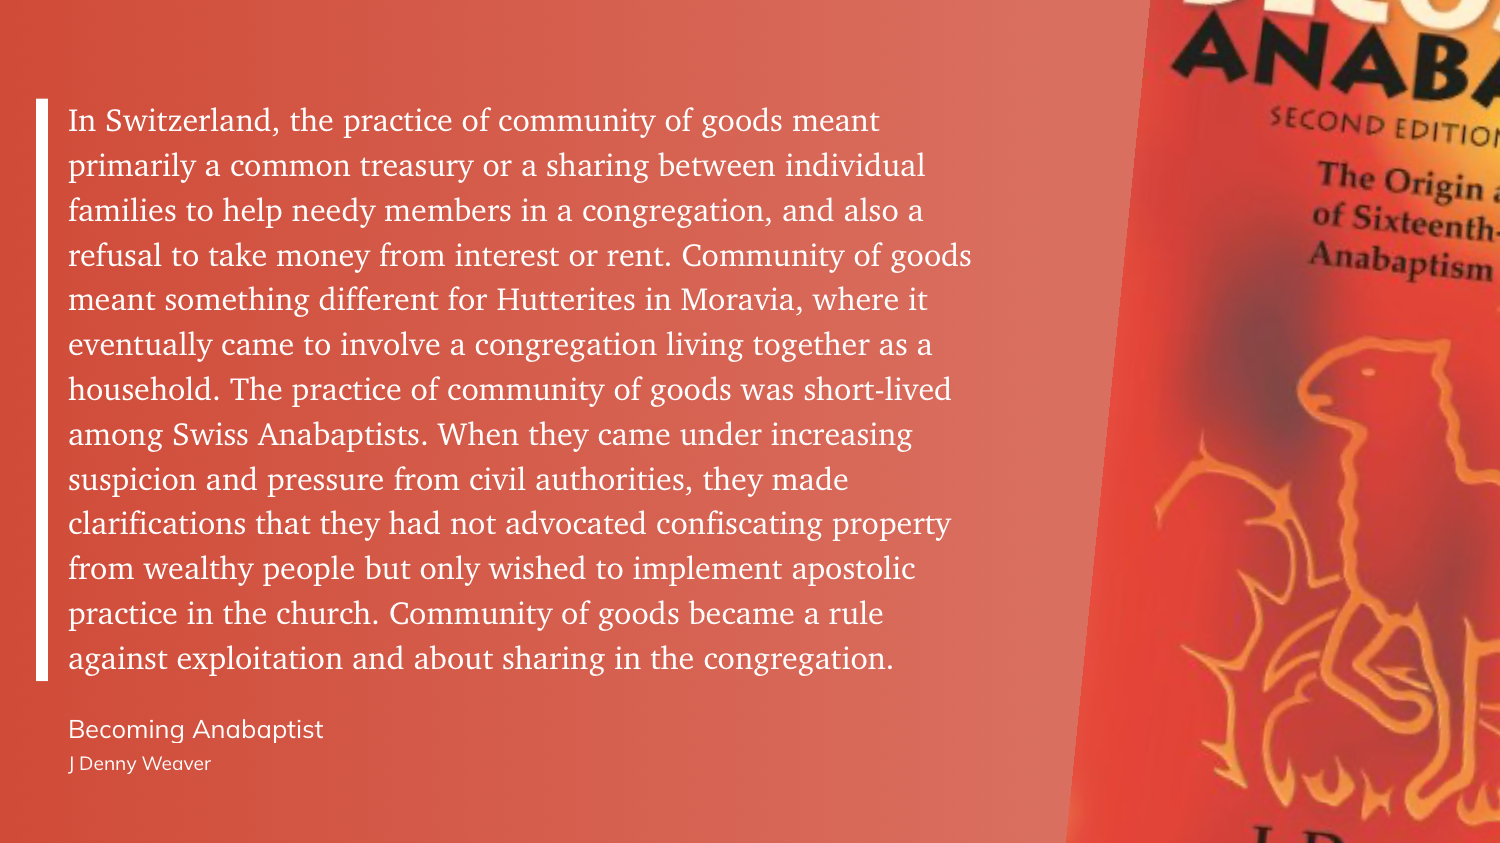 In Switzerland, the practice of community of goods meant
primarily a common treasury or a sharing between individual
families to help needy members in a congregation, and also a
refusal to take money from interest or rent. Community of goods
meant something different for Hutterites in Moravia, where it
eventually came to involve a congregation living together as a
household. The practice of community of goods was short-lived
among Swiss Anabaptists. When they came under increasing
suspicion and pressure from civil authorities, they made
clarifications that they had not advocated confiscating property
from wealthy people but only wished to implement apostolic
practice in the church. Community of goods became a rule
against exploitation and about sharing in the congregation.
Becoming Anabaptist
J Denny Weaver
ANABA
SECOND EDITION
The Origin a
of Sixteenth-
Anabaptism